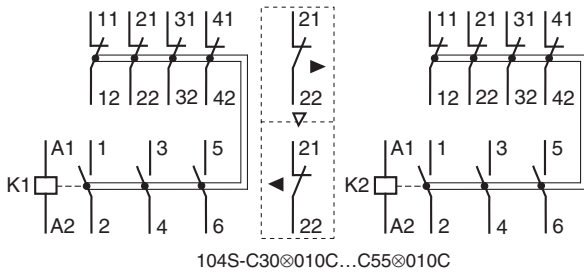 11 21 31 41 21 11 21 31 41
12 22 32 42 22 12 22 32 42
A1 1 3 5 21 A1 1 3 5
K1 K2
A2 2 4 6 22 A2 2 4 6
104S-C30⊗010C...C55⊗010C